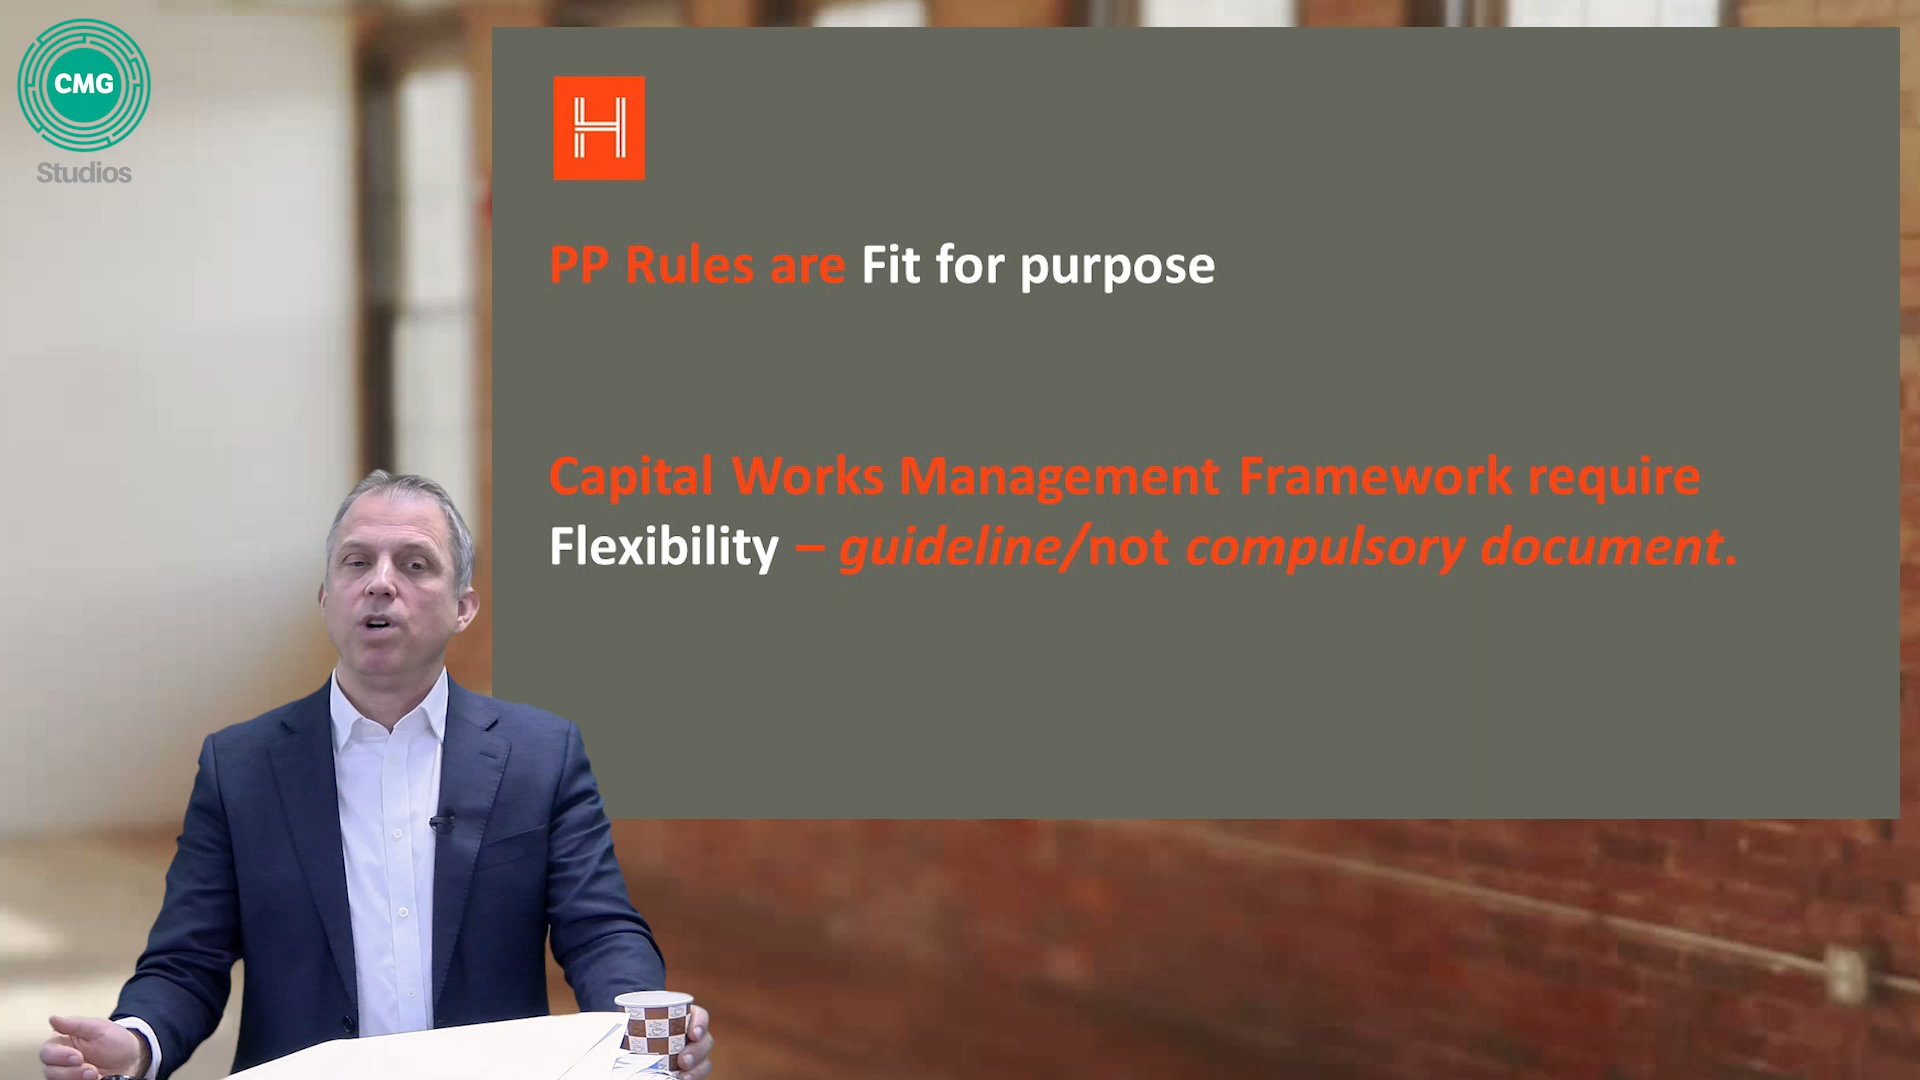 CMG
Studios
H
PP Rules are Fit for purpose
Capital Works Management Framework require
Flexibility – guideline/not compulsory document.